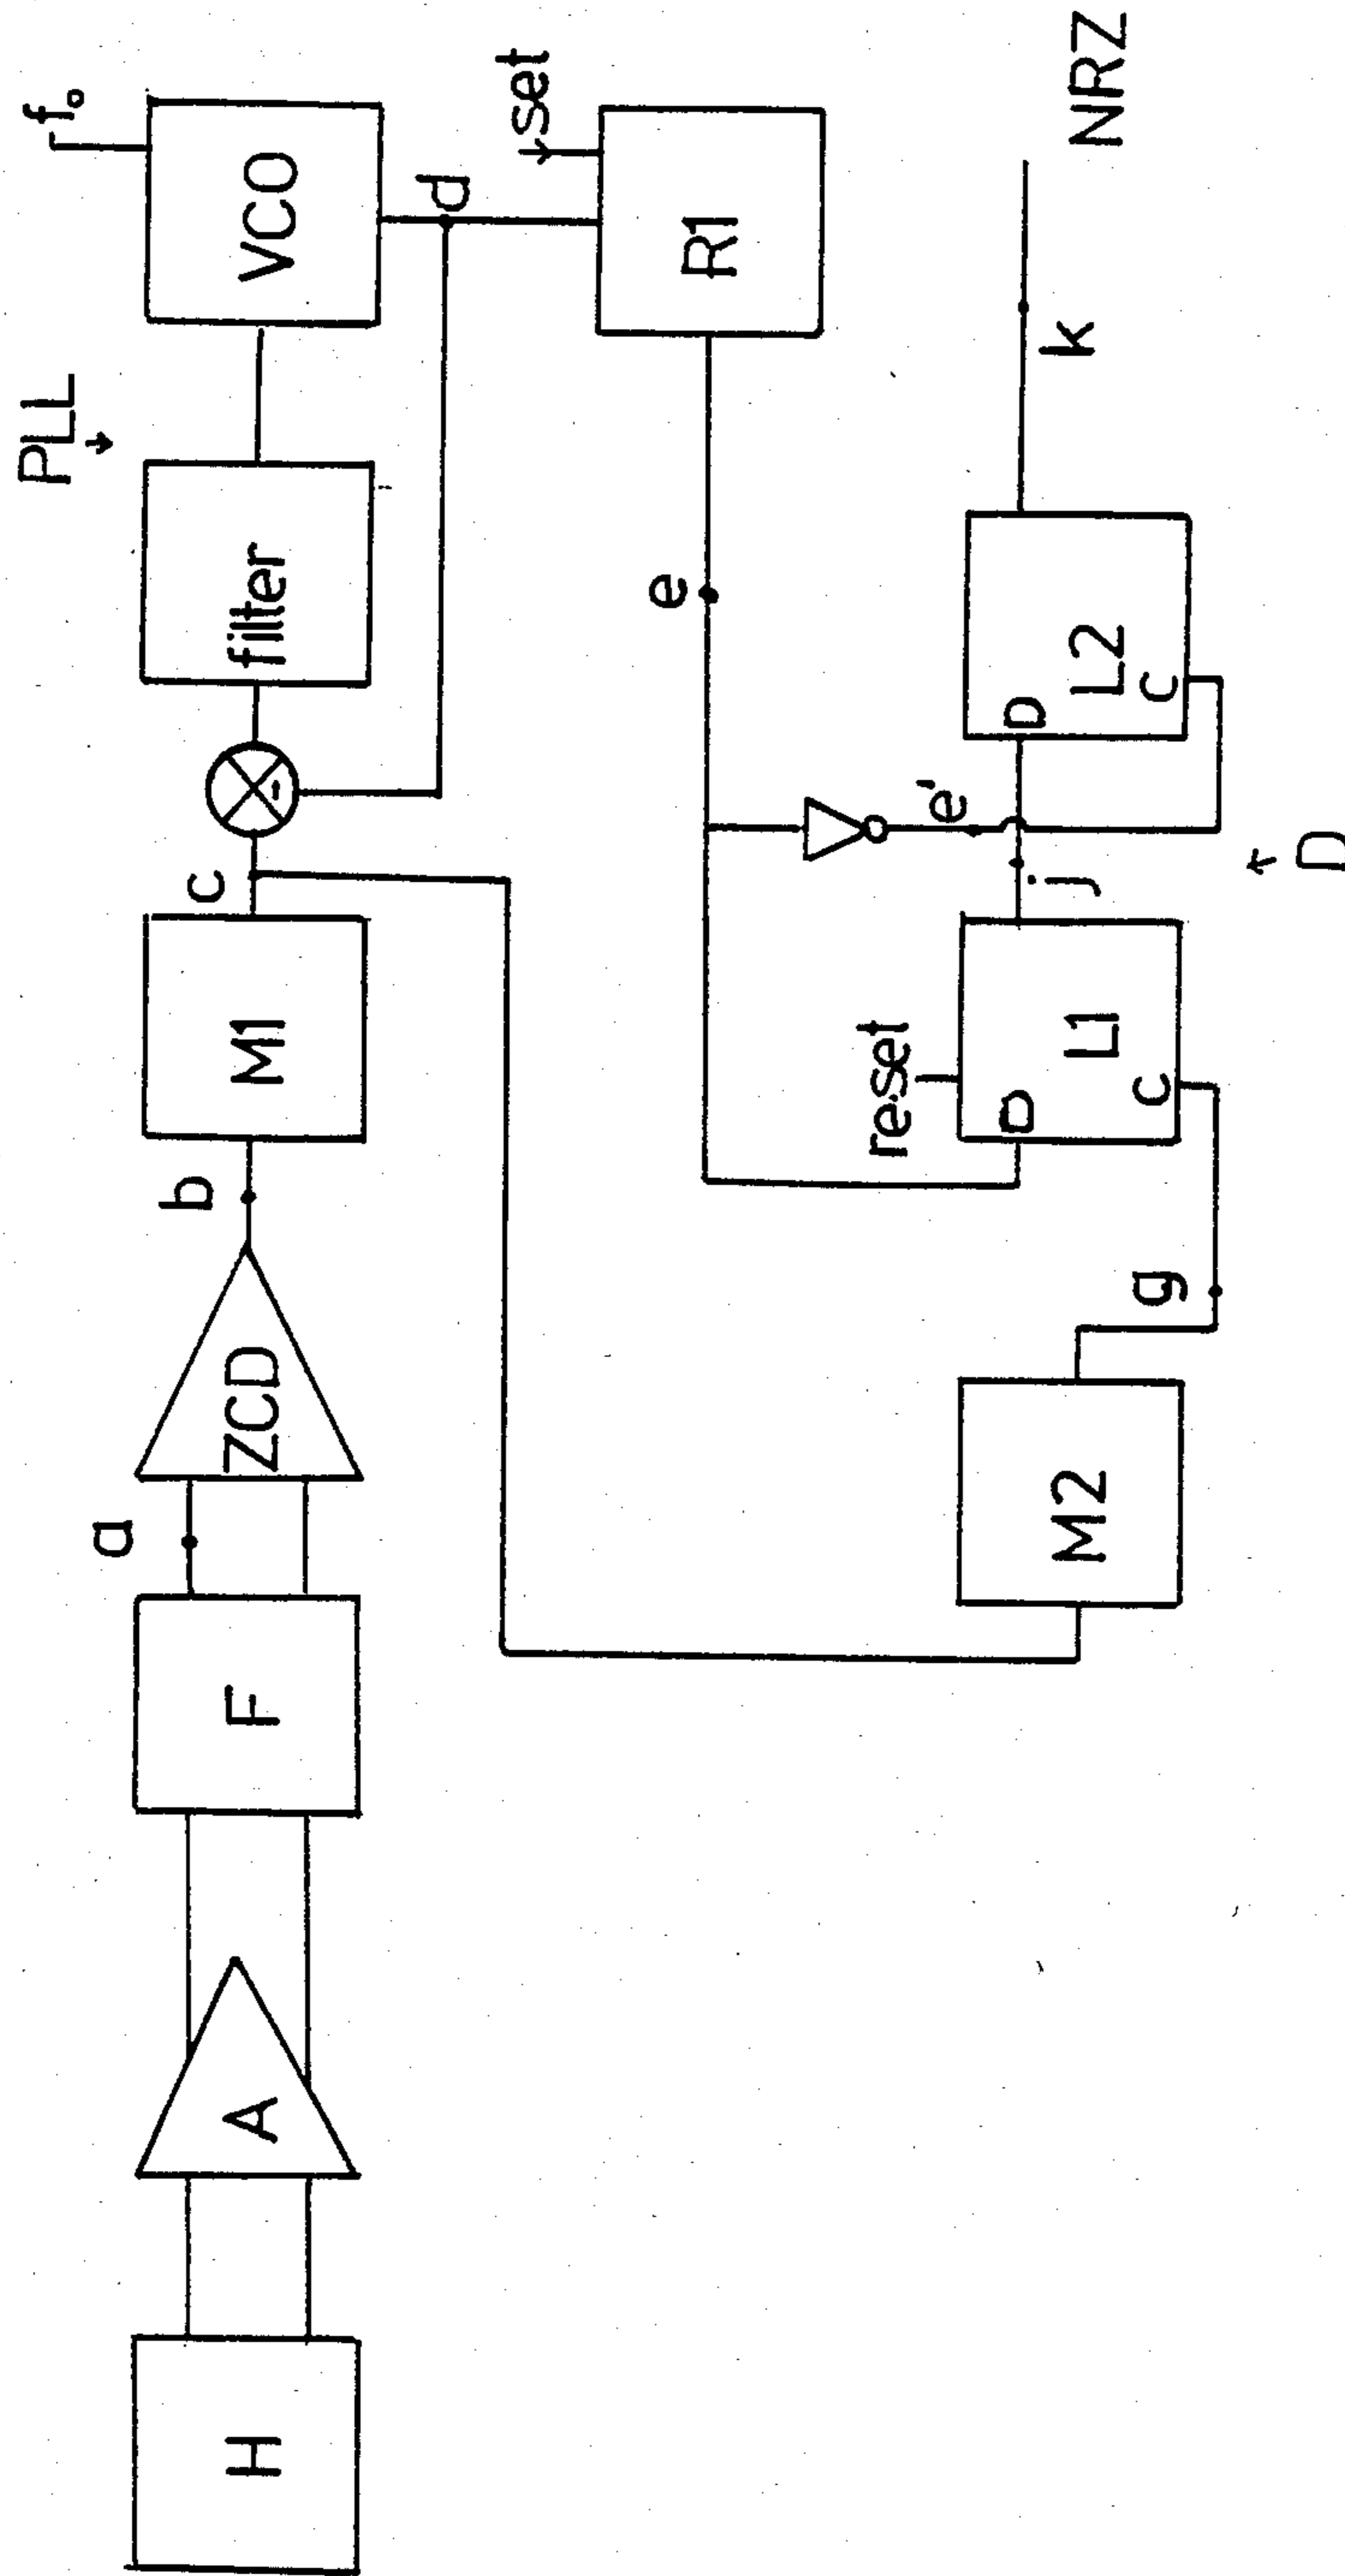 PLL
f₀
H
A
F
a
ZCD
b
M1
c
filter
VCO
d
set
R1
e
e'
reset
M2
g
D
L1
C
j
D
L2
C
k
NRZ
D